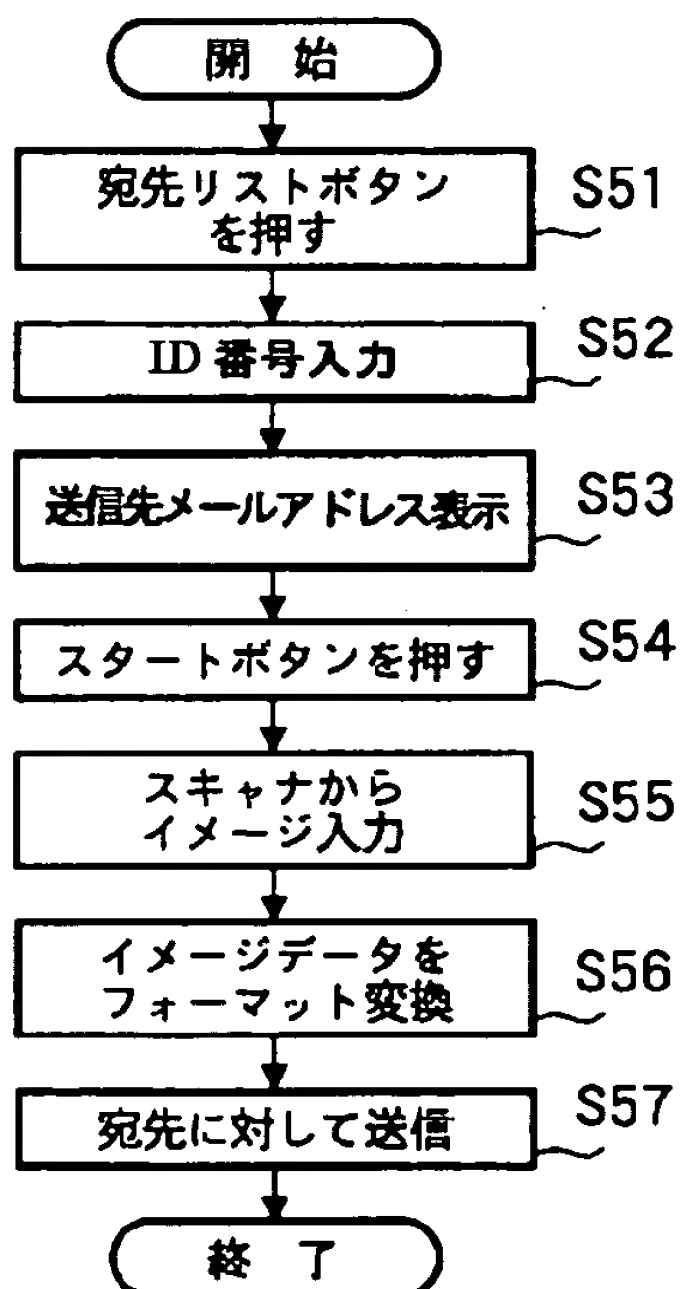 開 始
宛先リストボタン
を押す
S51
ID 番号入力
S52
送信先メールアドレス表示
S53
スタートボタンを押す
S54
スキャナから
イメージ入力
S55
イメージデータを
フォーマット変換
S56
宛先に対して送信
S57
終 了